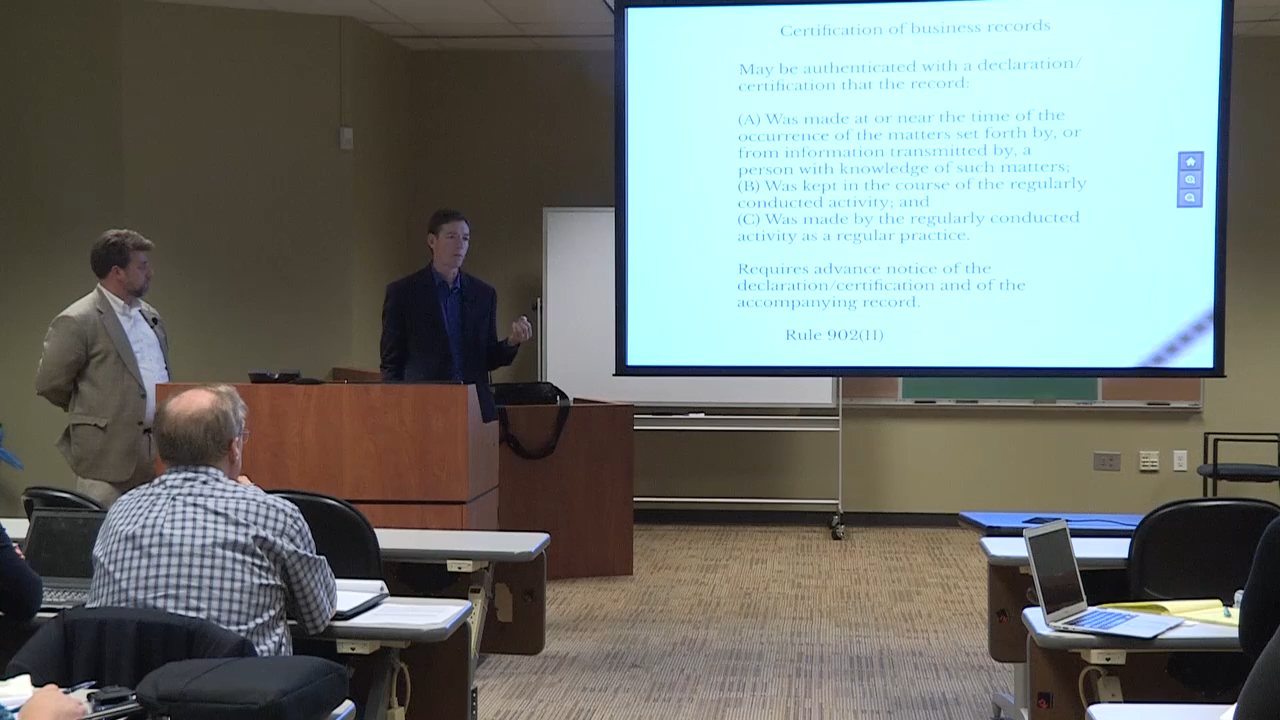 Certification of business records
May be authenticated with a declaration/
certification that the record:
(A) Was made at or near the time of the
occurrence of the matters set forth by, or
from information transmitted by, a
person with knowledge of such matters;
(B) Was kept in the course of the regularly
conducted activity; and
(C) Was made by the regularly conducted
activity as a regular practice.
Requires advance notice of the
declaration/certification and of the
accompanying record.
Rule 902(11)